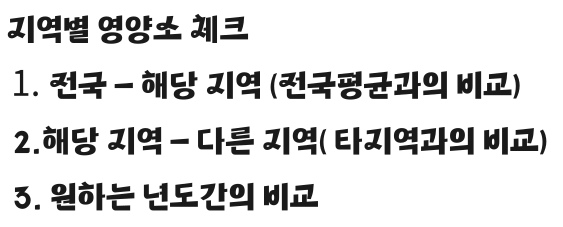 지역별 영양소 체크
1. 전국 - 해당 지역 (전국평균과의 비교)
2.해당 지역 - 다른 지역( 타지역과의 비교)
3. 원하는 년도간의 비교